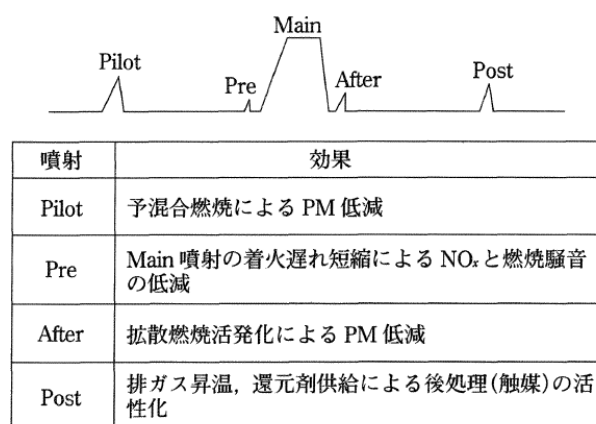 Main
Pilot
Pre
After
Post
噴射 効果
Pilot 予混合燃焼による PM 低減
Pre Main 噴射の着火遅れ短縮による NOxと燃焼騒音
の低減
After 拡散燃焼活発化による PM 低減
Post 排ガス昇温,還元剤供給による後処理(触媒)の活
性化